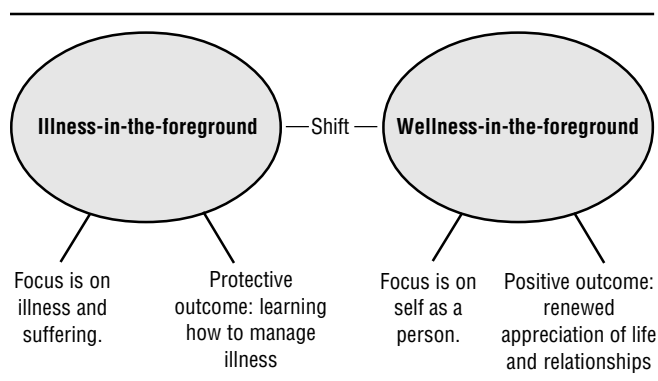 Illness-in-the-foreground
Shift
Wellness-in-the-foreground
Focus is on
illness and
suffering.
Protective
outcome: learning
how to manage
illness
Focus is on
self as a
person.
Positive outcome:
renewed
appreciation of life
and relationships